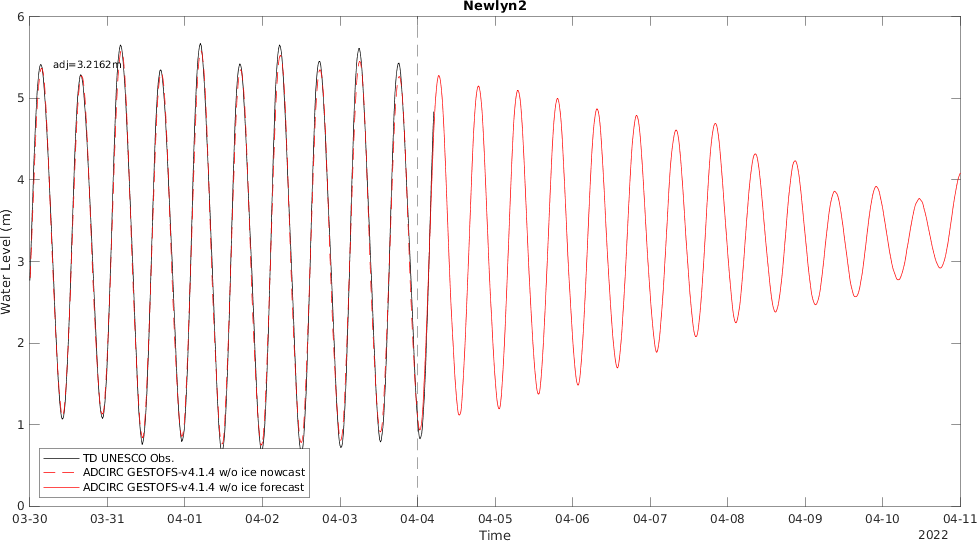 Newlyn2
6
adj=3.2162m
5
4
3
2
1
0
Water Level (m)
TD UNESCO Obs.
ADCIRC GESTOFS-v4.1.4 w/o ice nowcast
ADCIRC GESTOFS-v4.1.4 w/o ice forecast
03-30 03-31 04-01 04-02 04-03 04-04 04-05 04-06 04-07 04-08 04-09 04-10 04-11
Time
2022